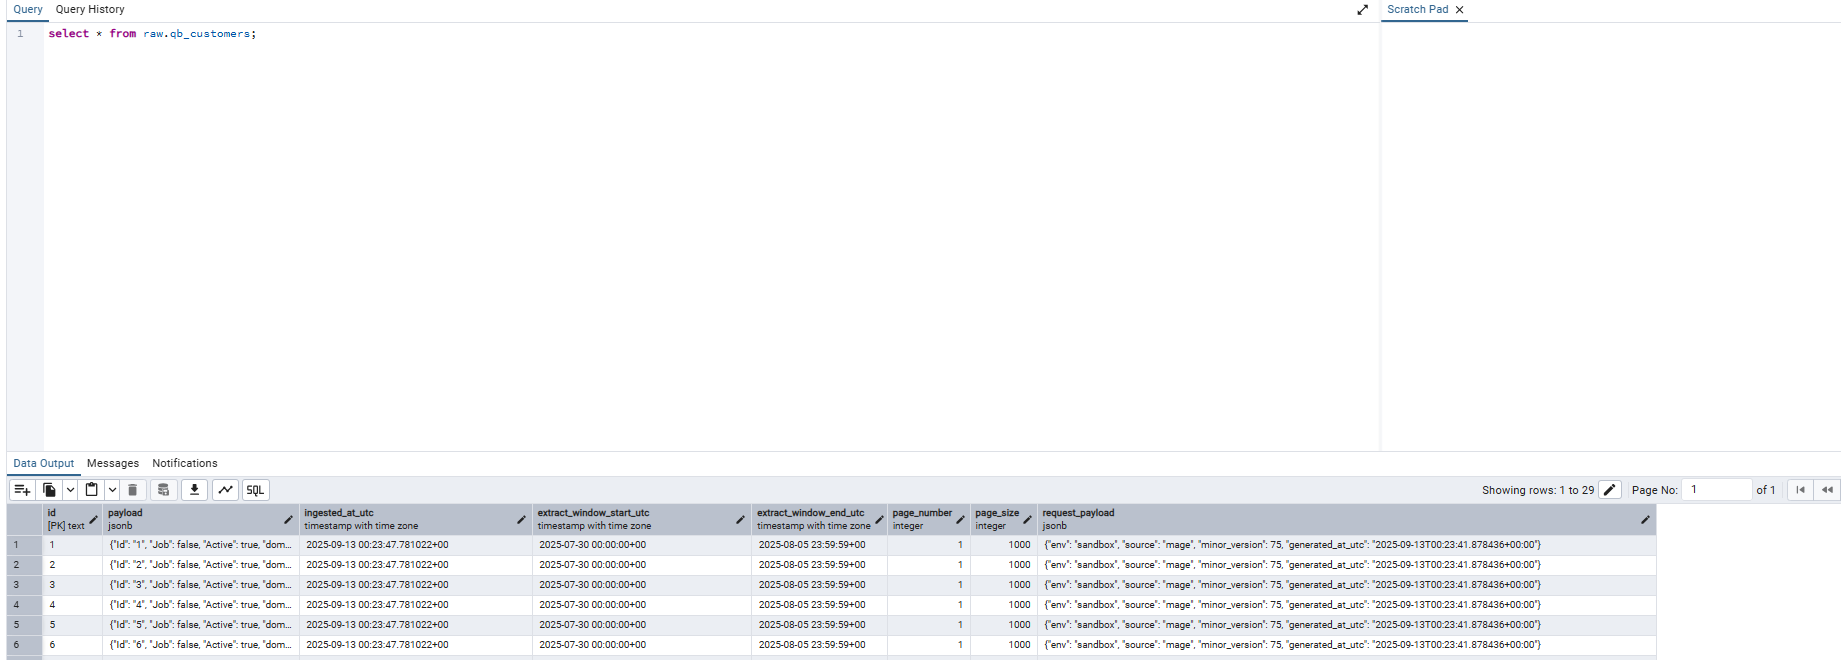 Query Query History Scratch Pad
1 select * from raw.qb_customers;
Data Output Messages Notifications
SQL Showing rows: 1 to 29 Page No: 1 of 1
id payload ingested_at_utc extract_window_start_utc extract_window_end_utc page_number page_size request_payload
[PK] text jsonb timestamp with time zone timestamp with time zone timestamp with time zone integer integer jsonb
1 1 {"Id": "1", "Job": false, "Active": true, "dom... 2025-09-13 00:23:47.781022+00 2025-07-30 00:00:00+00 2025-08-05 23:59:59+00 1 1000 {"env": "sandbox", "source": "mage", "minor_version": 75, "generated_at_utc": "2025-09-13T00:23:41.878436+00:00"}
2 2 {"Id": "2", "Job": false, "Active": true, "dom... 2025-09-13 00:23:47.781022+00 2025-07-30 00:00:00+00 2025-08-05 23:59:59+00 1 1000 {"env": "sandbox", "source": "mage", "minor_version": 75, "generated_at_utc": "2025-09-13T00:23:41.878436+00:00"}
3 3 {"Id": "3", "Job": false, "Active": true, "dom... 2025-09-13 00:23:47.781022+00 2025-07-30 00:00:00+00 2025-08-05 23:59:59+00 1 1000 {"env": "sandbox", "source": "mage", "minor_version": 75, "generated_at_utc": "2025-09-13T00:23:41.878436+00:00"}
4 4 {"Id": "4", "Job": false, "Active": true, "dom... 2025-09-13 00:23:47.781022+00 2025-07-30 00:00:00+00 2025-08-05 23:59:59+00 1 1000 {"env": "sandbox", "source": "mage", "minor_version": 75, "generated_at_utc": "2025-09-13T00:23:41.878436+00:00"}
5 5 {"Id": "5", "Job": false, "Active": true, "dom... 2025-09-13 00:23:47.781022+00 2025-07-30 00:00:00+00 2025-08-05 23:59:59+00 1 1000 {"env": "sandbox", "source": "mage", "minor_version": 75, "generated_at_utc": "2025-09-13T00:23:41.878436+00:00"}
6 6 {"Id": "6", "Job": false, "Active": true, "dom... 2025-09-13 00:23:47.781022+00 2025-07-30 00:00:00+00 2025-08-05 23:59:59+00 1 1000 {"env": "sandbox", "source": "mage", "minor_version": 75, "generated_at_utc": "2025-09-13T00:23:41.878436+00:00"}